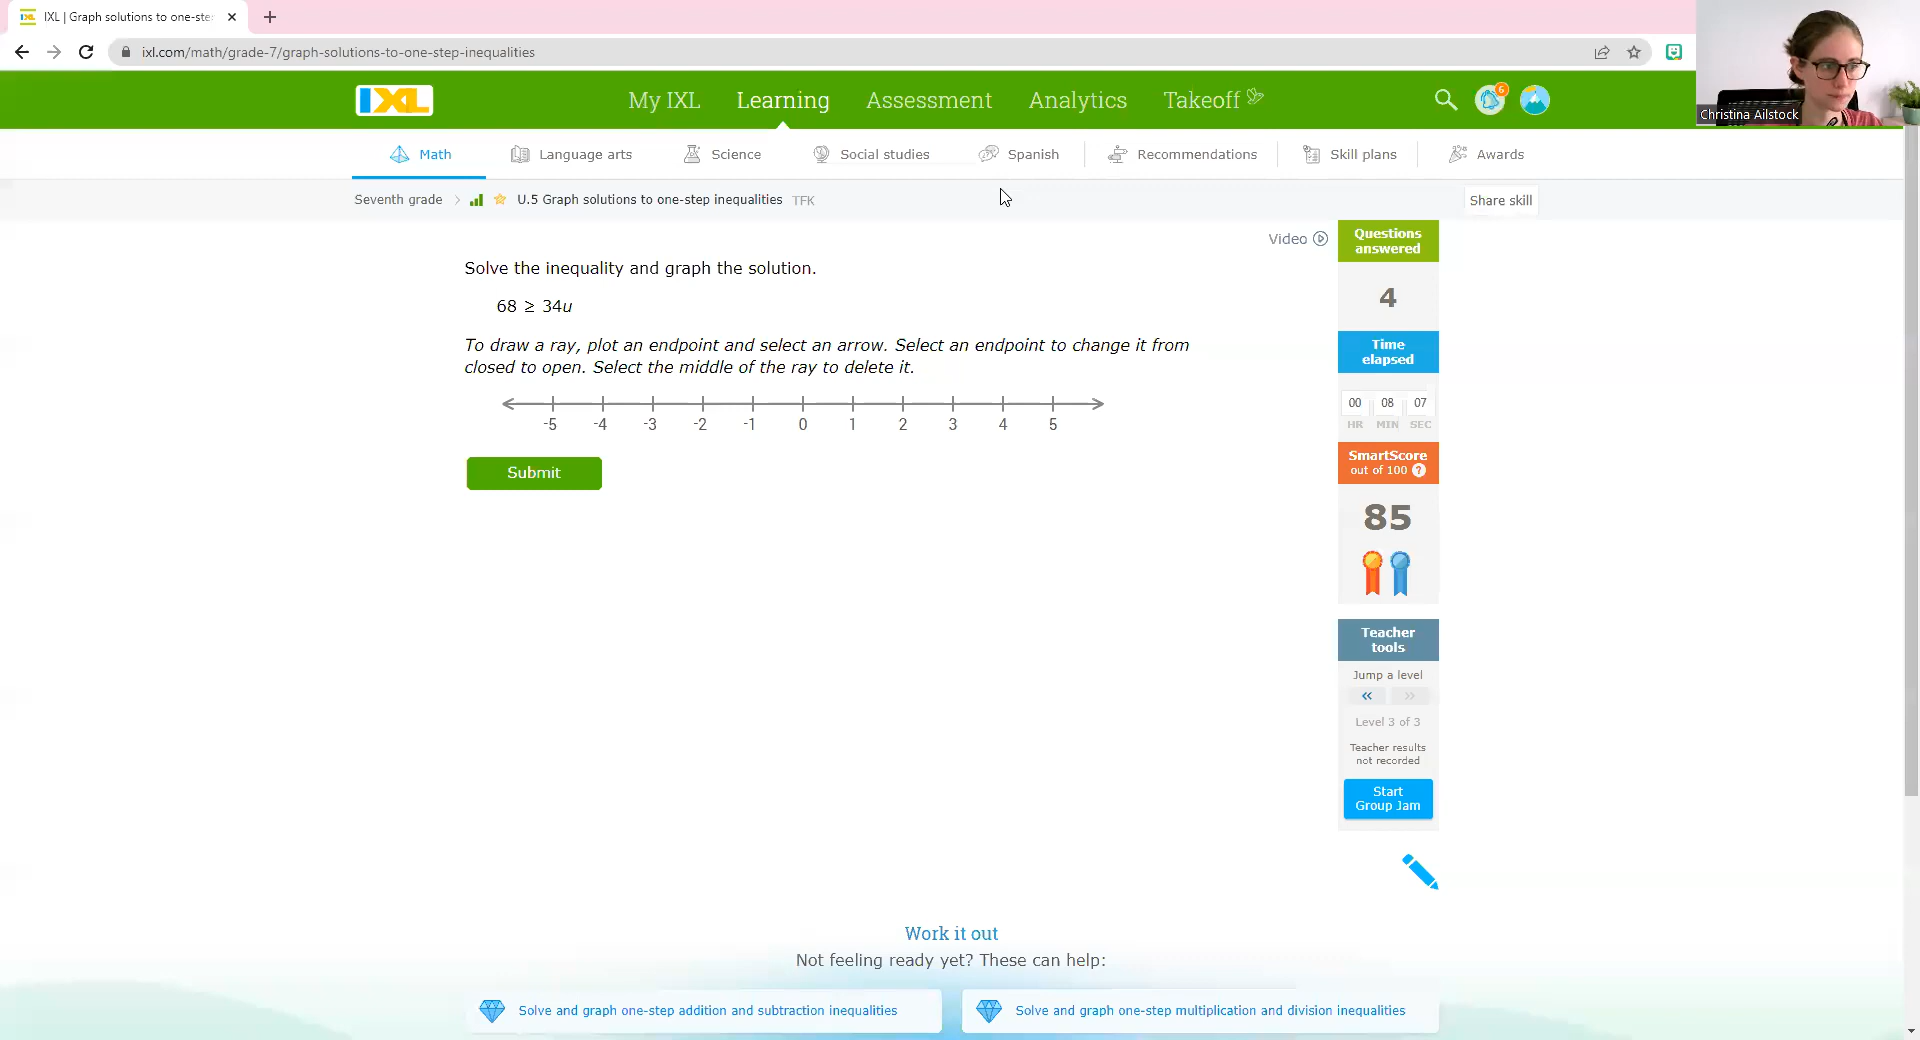 IXL | Graph solutions to one-ste
ixl.com/math/grade-7/graph-solutions-to-one-step-inequalities
Christina Ailstock
IXL
My IXL Learning Assessment Analytics Takeoff
6
Math Language arts Science Social studies Spanish Recommendations Skill plans Awards
Seventh grade U.5 Graph solutions to one-step inequalities TFK
Share skill
Video
Solve the inequality and graph the solution.
68 ≥ 34u
To draw a ray, plot an endpoint and select an arrow. Select an endpoint to change it from
closed to open. Select the middle of the ray to delete it.
-5 -4 -3 -2 -1 0 1 2 3 4 5
Submit
Questions
answered
4
Time
elapsed
00 08 07
HR MIN SEC
SmartScore
out of 100 ?
85
Teacher
tools
Jump a level
« »
Level 3 of 3
Teacher results
not recorded
Start
Group Jam
Work it out
Not feeling ready yet? These can help:
Solve and graph one-step addition and subtraction inequalities
Solve and graph one-step multiplication and division inequalities